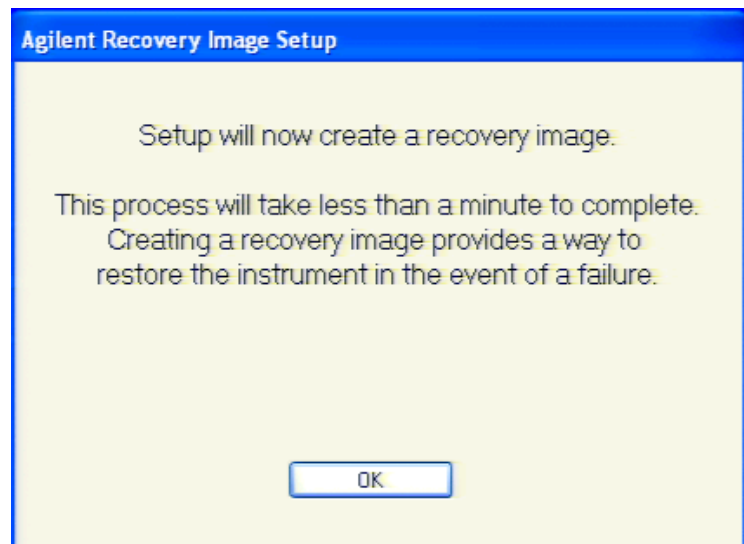 Agilent Recovery Image Setup
Setup will now create a recovery image.
This process will take less than a minute to complete.
Creating a recovery image provides a way to
restore the instrument in the event of a failure.
OK